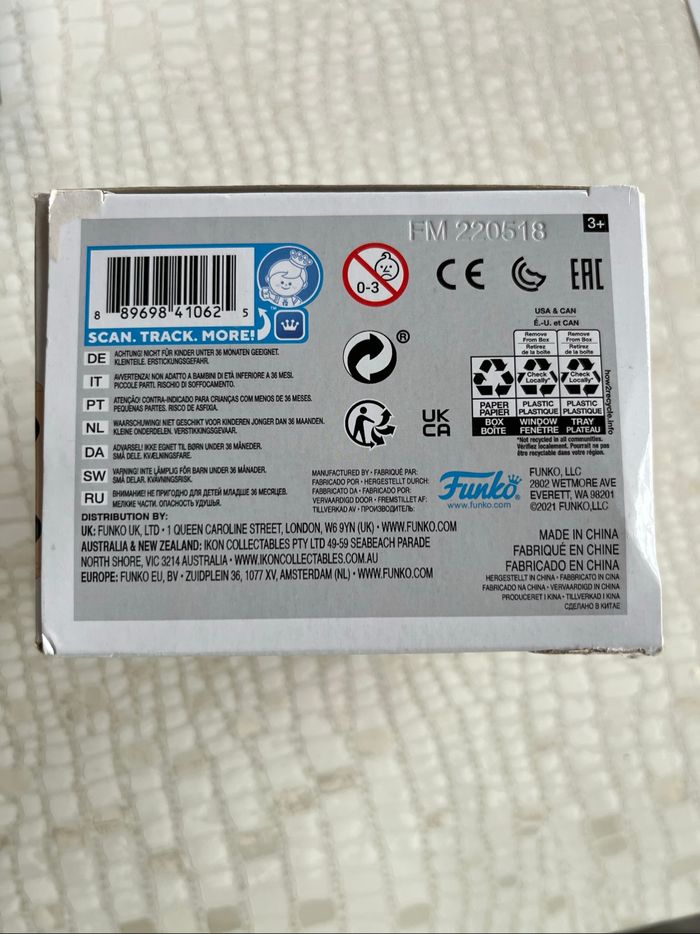 FM 220518
3+
8 89698 41062 5
SCAN. TRACK. MORE!
™
0-3
CE
EAC
®
UK
CA
USA & CAN
É.-U. et CAN
Remove From Box
Retirez de la boîte
Remove From Box
Retirez de la boîte
Check Locally*
Check Locally*
PAPER
PAPIER
BOX
BOÎTE
PLASTIC
PLASTIQUE
WINDOW
FENÊTRE
PLASTIC
PLASTIQUE
TRAY
PLATEAU
*Not recycled in all communities.
Vérifiez localement. Pourrait ne pas
être recyclable dans votre région.
how2recycle.info
DE ACHTUNG! NICHT FÜR KINDER UNTER 36 MONATEN GEEIGNET.
KLEINTEILE. ERSTICKUNGSGEFAHR.
IT AVVERTENZA! NON ADATTO A BAMBINI DI ETÀ INFERIORE A 36 MESI.
PICCOLE PARTI. RISCHIO DI SOFFOCAMENTO.
PT ATENÇÃO! CONTRA-INDICADO PARA CRIANÇAS COM MENOS DE 36 MESES.
PEQUENAS PARTES. RISCO DE ASFIXIA.
NL WAARSCHUWING! NIET GESCHIKT VOOR KINDEREN JONGER DAN 36 MAANDEN.
KLEINE ONDERDELEN. VERSTIKKINGSGEVAAR.
DA ADVARSEL! IKKE EGNET TIL BØRN UNDER 36 MÅNEDER.
SMÅ DELE. KVÆLNINGSFARE.
SW VARNING! INTE LÄMPLIG FÖR BARN UNDER 36 MÅNADER.
SMÅ DELAR. KVÄVNINGSRISK.
RU ВНИМАНИЕ! НЕ ПРИГОДНО ДЛЯ ДЕТЕЙ МЛАДШЕ 36 МЕСЯЦЕВ.
МЕЛКИЕ ЧАСТИ. ОПАСНОСТЬ УДУШЬЯ.
MANUFACTURED BY • FABRIQUÉ PAR:
FABRICADO POR • HERGESTELLT DURCH:
FABBRICATO DA • FABRICADO POR:
VERVAARDIGD DOOR • FREMSTILLET AF:
TILLVERKAD AV • ПРОИЗВОДИТЕЛЬ:
Funko®
www.funko.com
FUNKO, LLC
2802 WETMORE AVE
EVERETT, WA 98201
©2021 FUNKO,LLC
DISTRIBUTION BY:
UK: FUNKO UK, LTD • 1 QUEEN CAROLINE STREET, LONDON, W6 9YN (UK) • WWW.FUNKO.COM
AUSTRALIA & NEW ZEALAND: IKON COLLECTABLES PTY LTD 49-59 SEABEACH PARADE
NORTH SHORE, VIC 3214 AUSTRALIA • WWW.IKONCOLLECTABLES.COM.AU
EUROPE: FUNKO EU, BV • ZUIDPLEIN 36, 1077 XV, AMSTERDAM (NL) • WWW.FUNKO.COM
MADE IN CHINA
FABRIQUÉ EN CHINE
FABRICADO EN CHINA
HERGESTELLT IN CHINA • FABBRICATO IN CINA
FABRICADO NA CHINA • VERVAARDIGD IN CHINA
PRODUCERET I KINA • TILLVERKAD I KINA
СДЕЛАНО В КИТАЕ